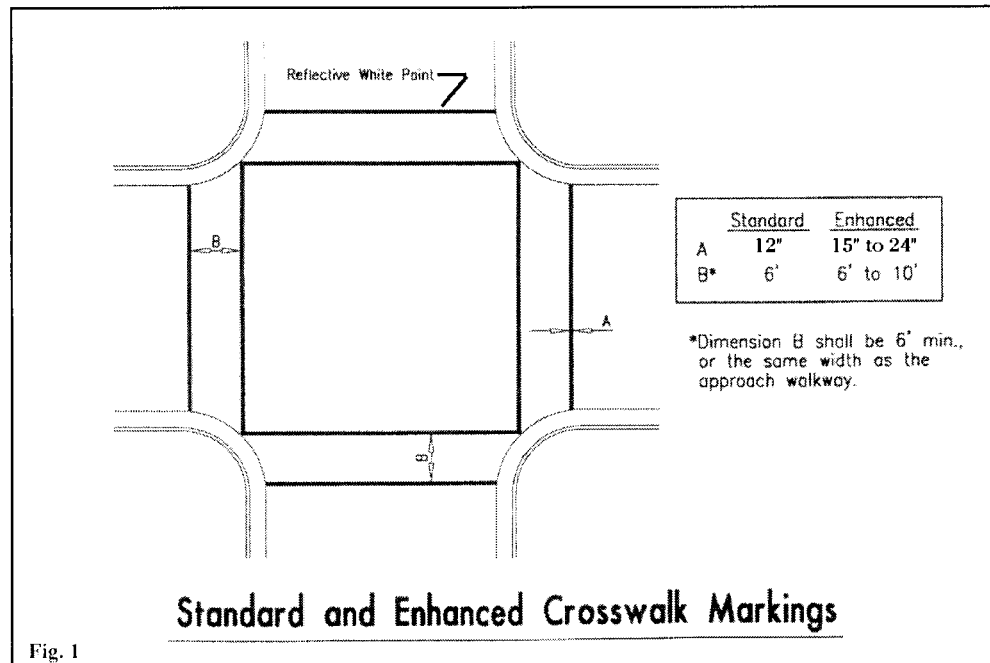 Reflective White Paint
B
A
B
Standard Enhanced
A 12" 15" to 24"
B* 6' 6' to 10'
*Dimension B shall be 6' min.,
or the same width as the
approach walkway.
Standard and Enhanced Crosswalk Markings
Fig. 1